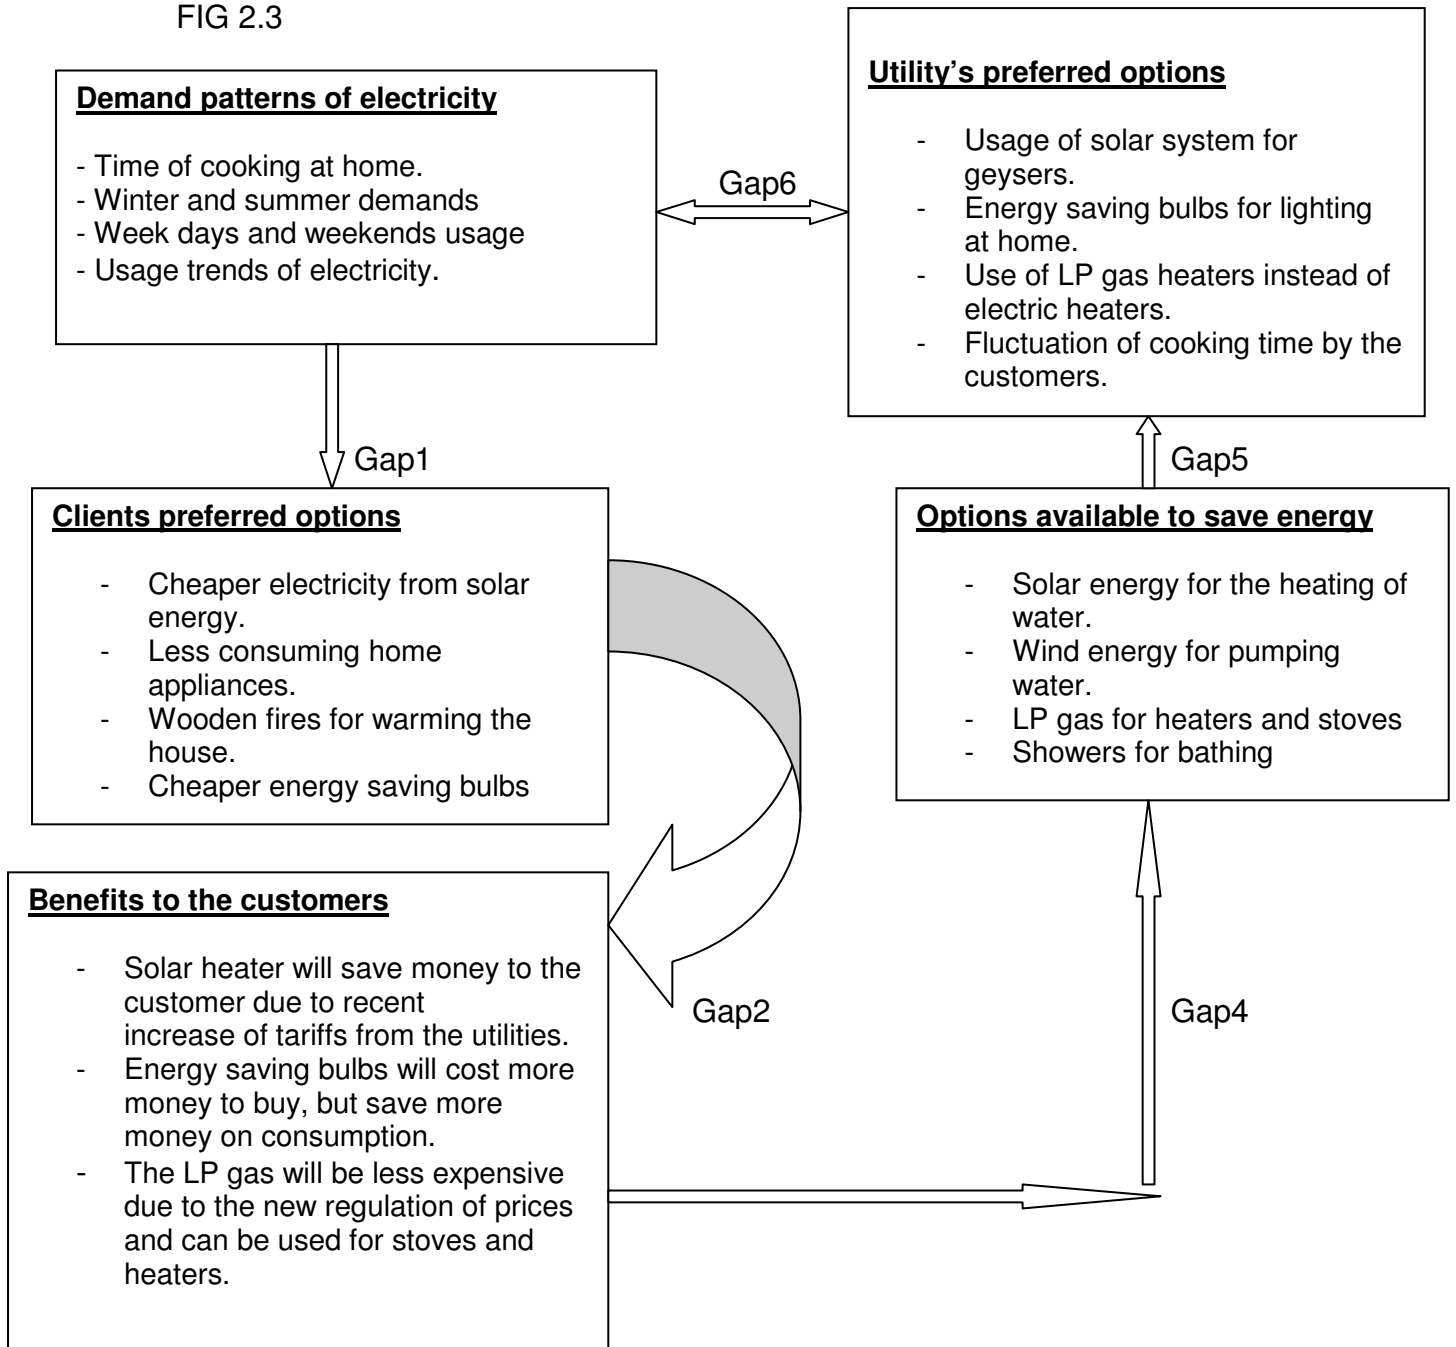 FIG 2.3
Demand patterns of electricity
- Time of cooking at home.
- Winter and summer demands
- Week days and weekends usage
- Usage trends of electricity.
Gap6
Utility’s preferred options
- Usage of solar system for
geysers.
- Energy saving bulbs for lighting
at home.
- Use of LP gas heaters instead of
electric heaters.
- Fluctuation of cooking time by the
customers.
Gap1
Gap5
Clients preferred options
- Cheaper electricity from solar
energy.
- Less consuming home
appliances.
- Wooden fires for warming the
house.
- Cheaper energy saving bulbs
Options available to save energy
- Solar energy for the heating of
water.
- Wind energy for pumping
water.
- LP gas for heaters and stoves
- Showers for bathing
Benefits to the customers
- Solar heater will save money to the
customer due to recent
increase of tariffs from the utilities.
- Energy saving bulbs will cost more
money to buy, but save more
money on consumption.
- The LP gas will be less expensive
due to the new regulation of prices
and can be used for stoves and
heaters.
Gap2
Gap4